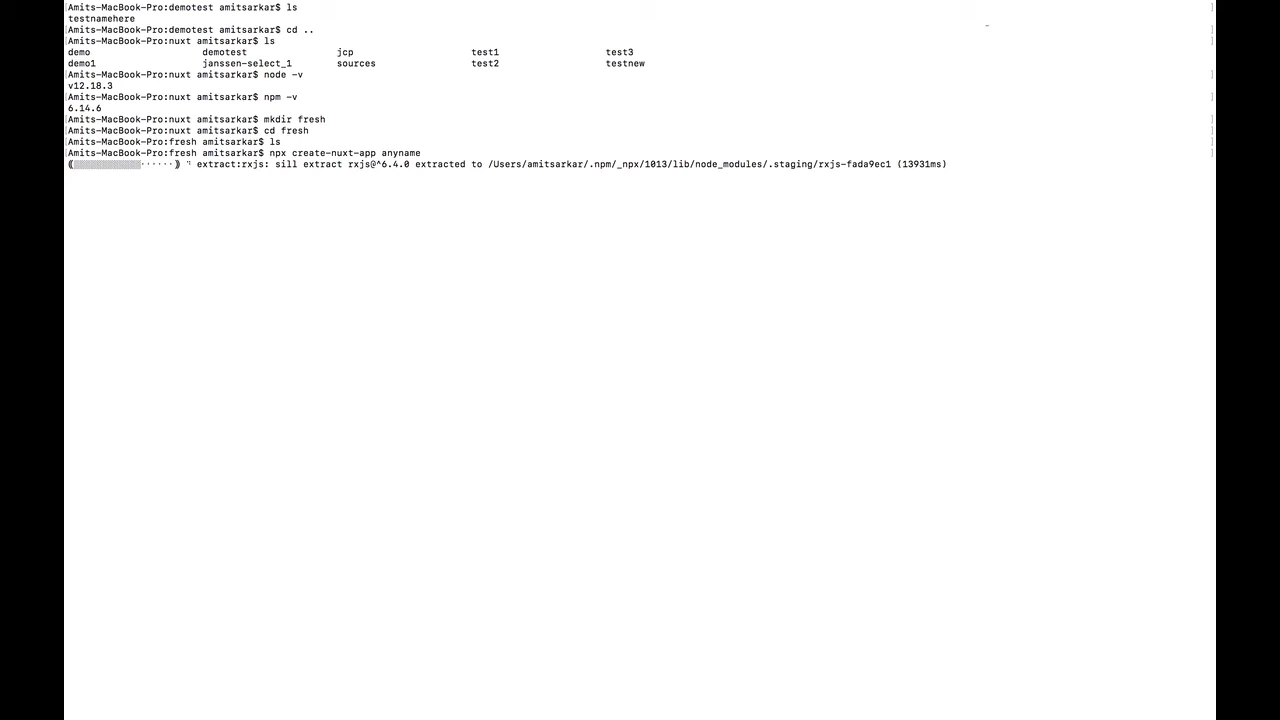 [Amits-MacBook-Pro:demotest amitsarkar$ ls ]
testnamehere
[Amits-MacBook-Pro:demotest amitsarkar$ cd .. ]
[Amits-MacBook-Pro:nuxt amitsarkar$ ls ]
demo demotest jcp test1 test3
demo1 janssen-select_1 sources test2 testnew
[Amits-MacBook-Pro:nuxt amitsarkar$ node -v ]
v12.18.3
[Amits-MacBook-Pro:nuxt amitsarkar$ npm -v ]
6.14.6
[Amits-MacBook-Pro:nuxt amitsarkar$ mkdir fresh ]
[Amits-MacBook-Pro:nuxt amitsarkar$ cd fresh ]
[Amits-MacBook-Pro:fresh amitsarkar$ ls ]
[Amits-MacBook-Pro:fresh amitsarkar$ npx create-nuxt-app anyname ]
⸨░░░░░░░░░░░░······⸩ ⠙ extract:rxjs: sill extract rxjs@^6.4.0 extracted to /Users/amitsarkar/.npm/_npx/1013/lib/node_modules/.staging/rxjs-fada9ec1 (13931ms)